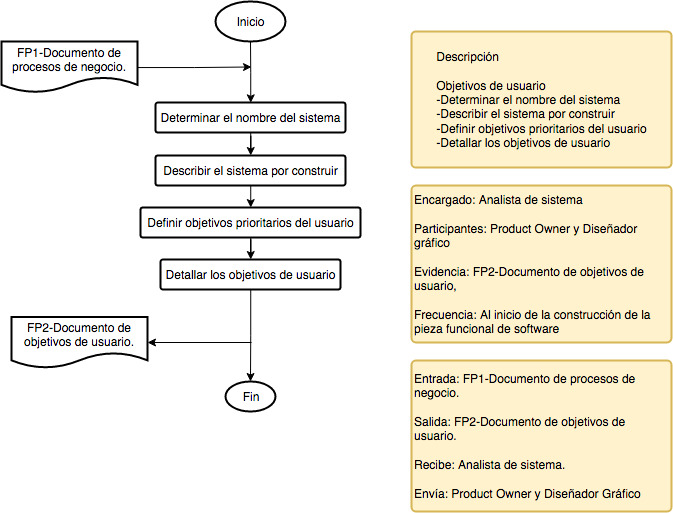 Inicio
FP1-Documento de
procesos de negocio.
Determinar el nombre del sistema
Describir el sistema por construir
Definir objetivos prioritarios del usuario
Detallar los objetivos de usuario
FP2-Documento de
objetivos de usuario.
Fin
Descripción
Objetivos de usuario
-Determinar el nombre del sistema
-Describir el sistema por construir
-Definir objetivos prioritarios del usuario
-Detallar los objetivos de usuario
Encargado: Analista de sistema
Participantes: Product Owner y Diseñador
gráfico
Evidencia: FP2-Documento de objetivos de
usuario,
Frecuencia: Al inicio de la construcción de la
pieza funcional de software
Entrada: FP1-Documento de procesos de
negocio.
Salida: FP2-Documento de objetivos de
usuario.
Recibe: Analista de sistema.
Envía: Product Owner y Diseñador Gráfico